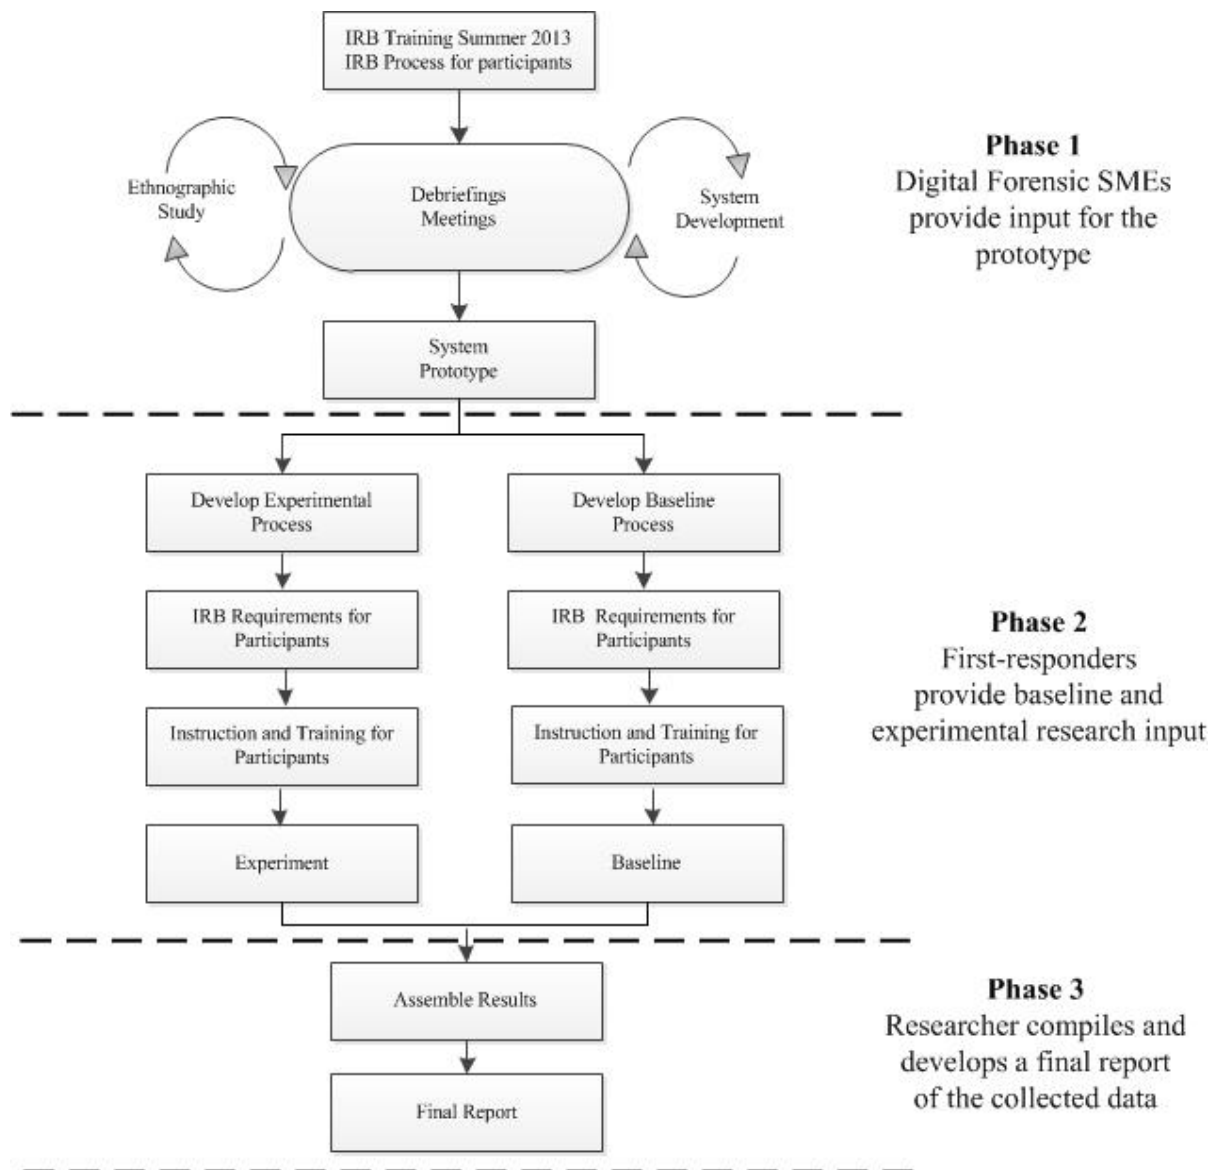 IRB Training Summer 2013
IRB Process for participants
Ethnographic
Study
Debriefings
Meetings
System
Development
System
Prototype
Phase 1
Digital Forensic SMEs
provide input for the
prototype
Develop Experimental
Process
Develop Baseline
Process
IRB Requirements for
Participants
IRB Requirements for
Participants
Instruction and Training for
Participants
Instruction and Training for
Participants
Experiment
Baseline
Phase 2
First-responders
provide baseline and
experimental research input
Assemble Results
Final Report
Phase 3
Researcher compiles and
develops a final report
of the collected data